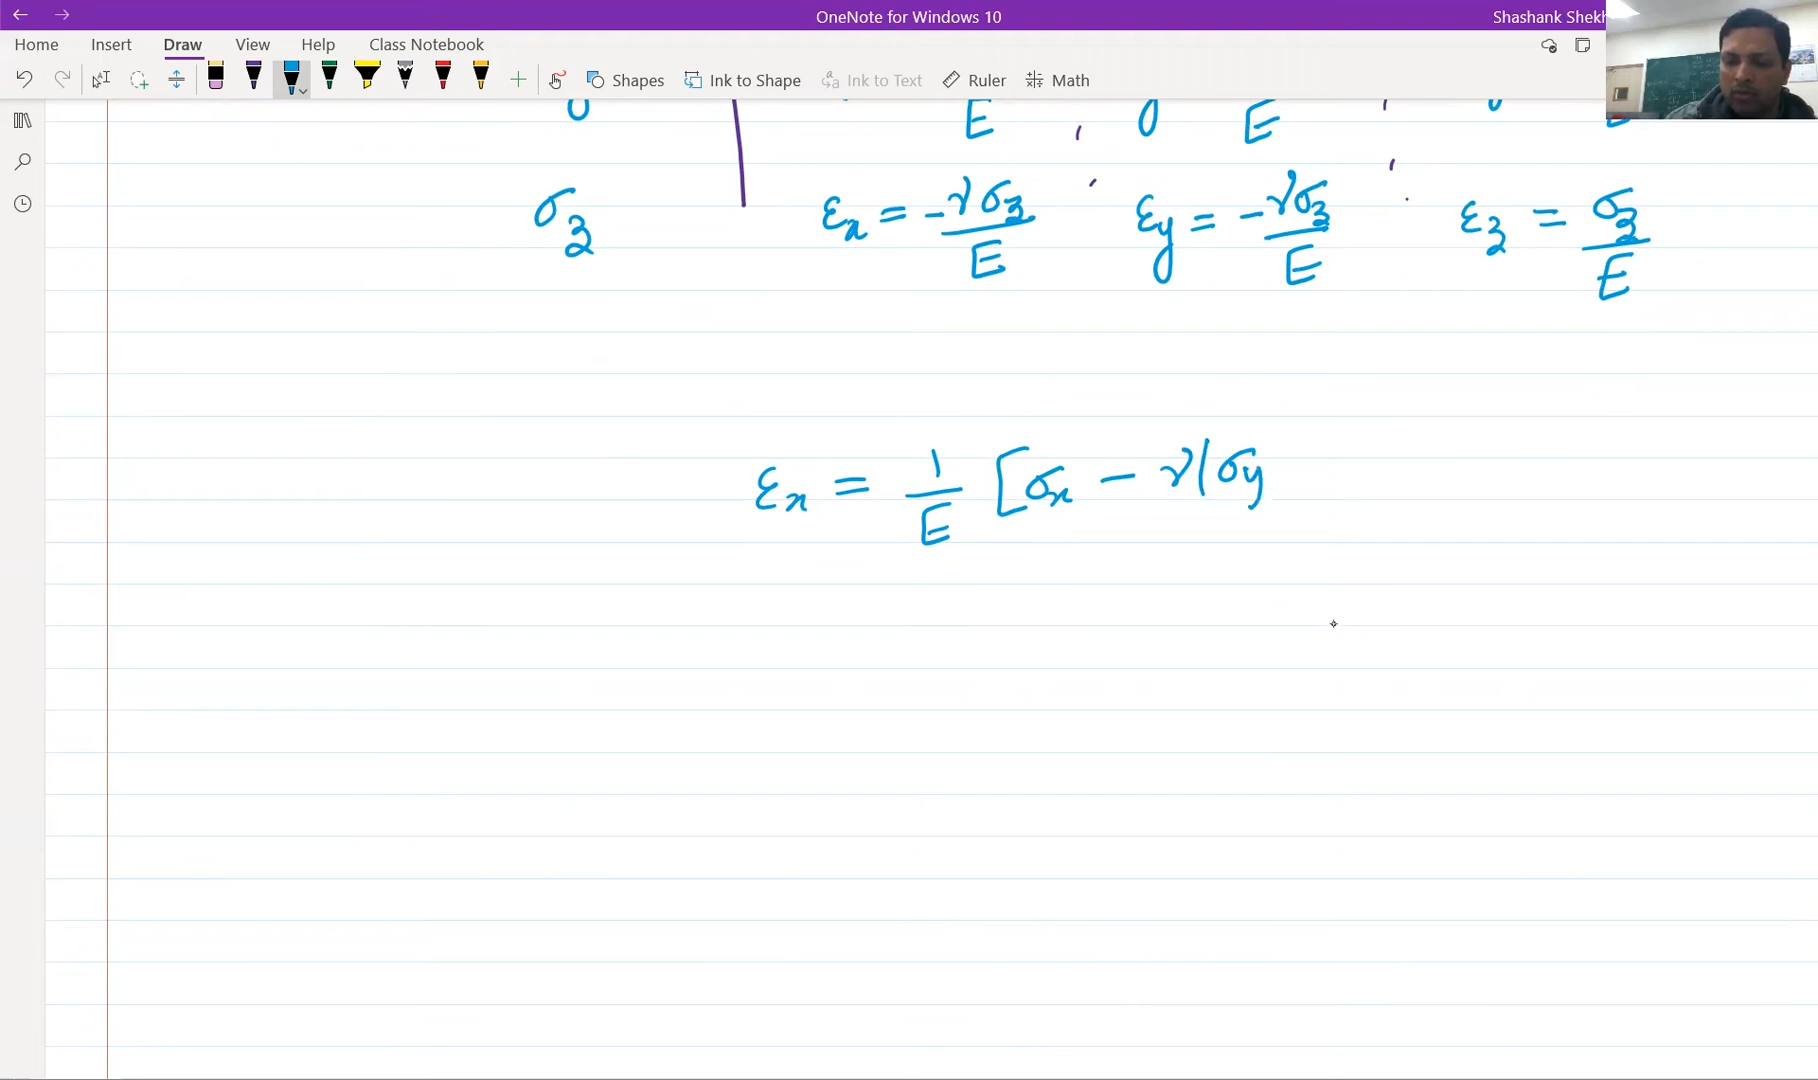 OneNote for Windows 10
Shashank Shekh
Home Insert Draw View Help Class Notebook
Shapes Ink to Shape Ink to Text Ruler Math
E y E
σz εx = -νσz/E εy = -νσz/E εz = σz/E
εx = 1/E [σx - ν(σy